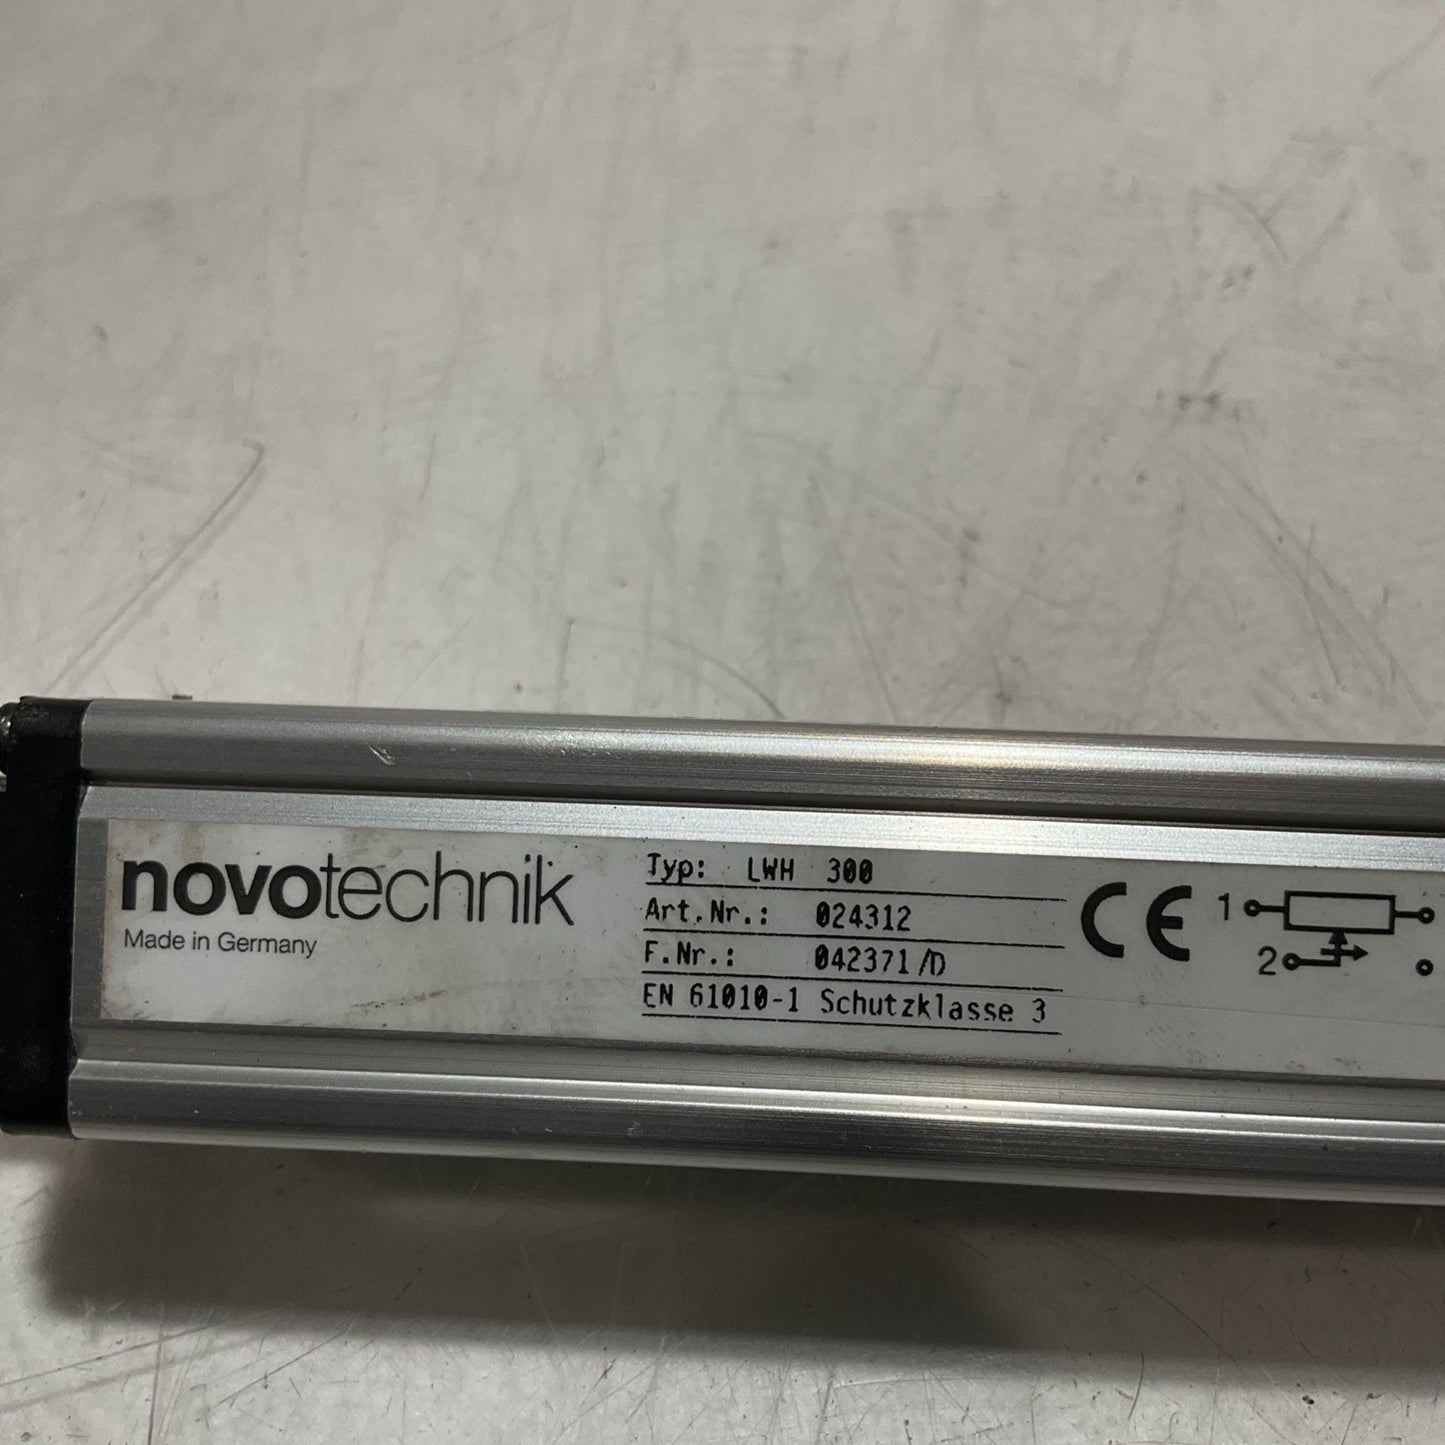 novotechnik
Made in Germany
Typ: LWH 300
Art.Nr.: 024312
F.Nr.: 042371/D
EN 61010-1 Schutzklasse 3
CE
1
2